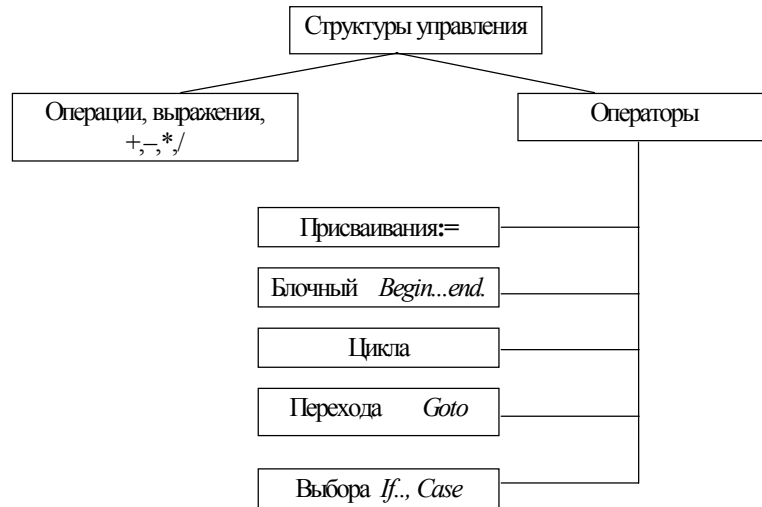 Структуры управления
Операции, выражения,
+,–,*,/
Операторы
Присваивания:=
Блочный Begin...end.
Цикла
Перехода Goto
Выбора If.., Case